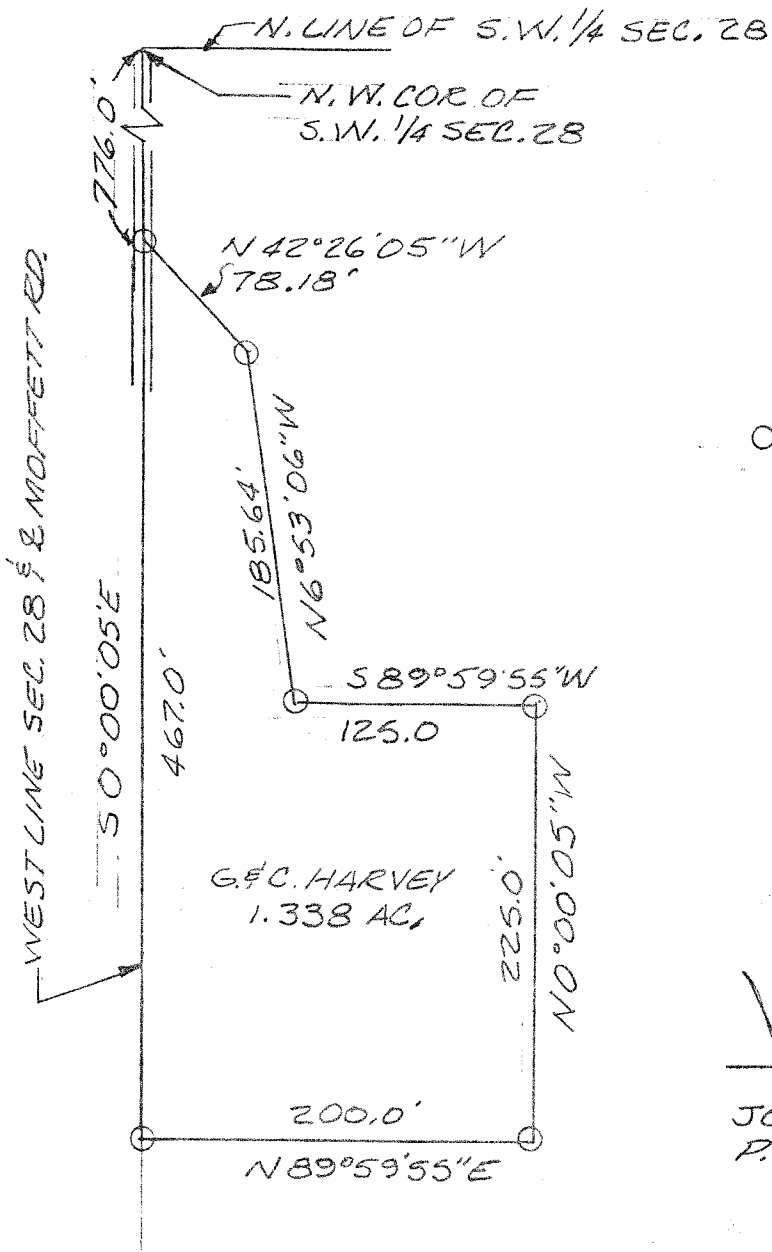 N. LINE OF S.W. 1/4 SEC. 28
N.W. COR. OF
S.W. 1/4 SEC. 28
776.0'
N 42°26'05"W
78.18'
WEST LINE SEC. 28 & ℄ MOFFETT RD.
185.64'
N6°53'06"W
S 0°00'05"E
467.0'
S 89°59'55"W
125.0
G. & C. HARVEY
1.338 AC.
225.0'
N0°00'05"W
200.0'
N 89°59'55"E
JO
P.